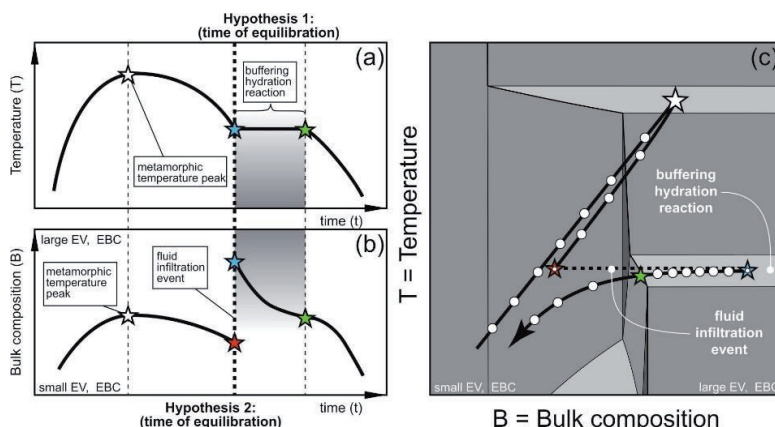 Hypothesis 1:
(time of equilibration)
(a)
buffering
hydration
reaction
metamorphic
temperature peak
Temperature (T)
time (t)
(b)
large EV, EBC
metamorphic
temperature
peak
fluid
infiltration
event
Bulk composition (B)
small EV, EBC
time (t)
Hypothesis 2:
(time of equilibration)
(c)
T = Temperature
buffering
hydration
reaction
fluid
infiltration
event
small EV, EBC
large EV, EBC
B = Bulk composition